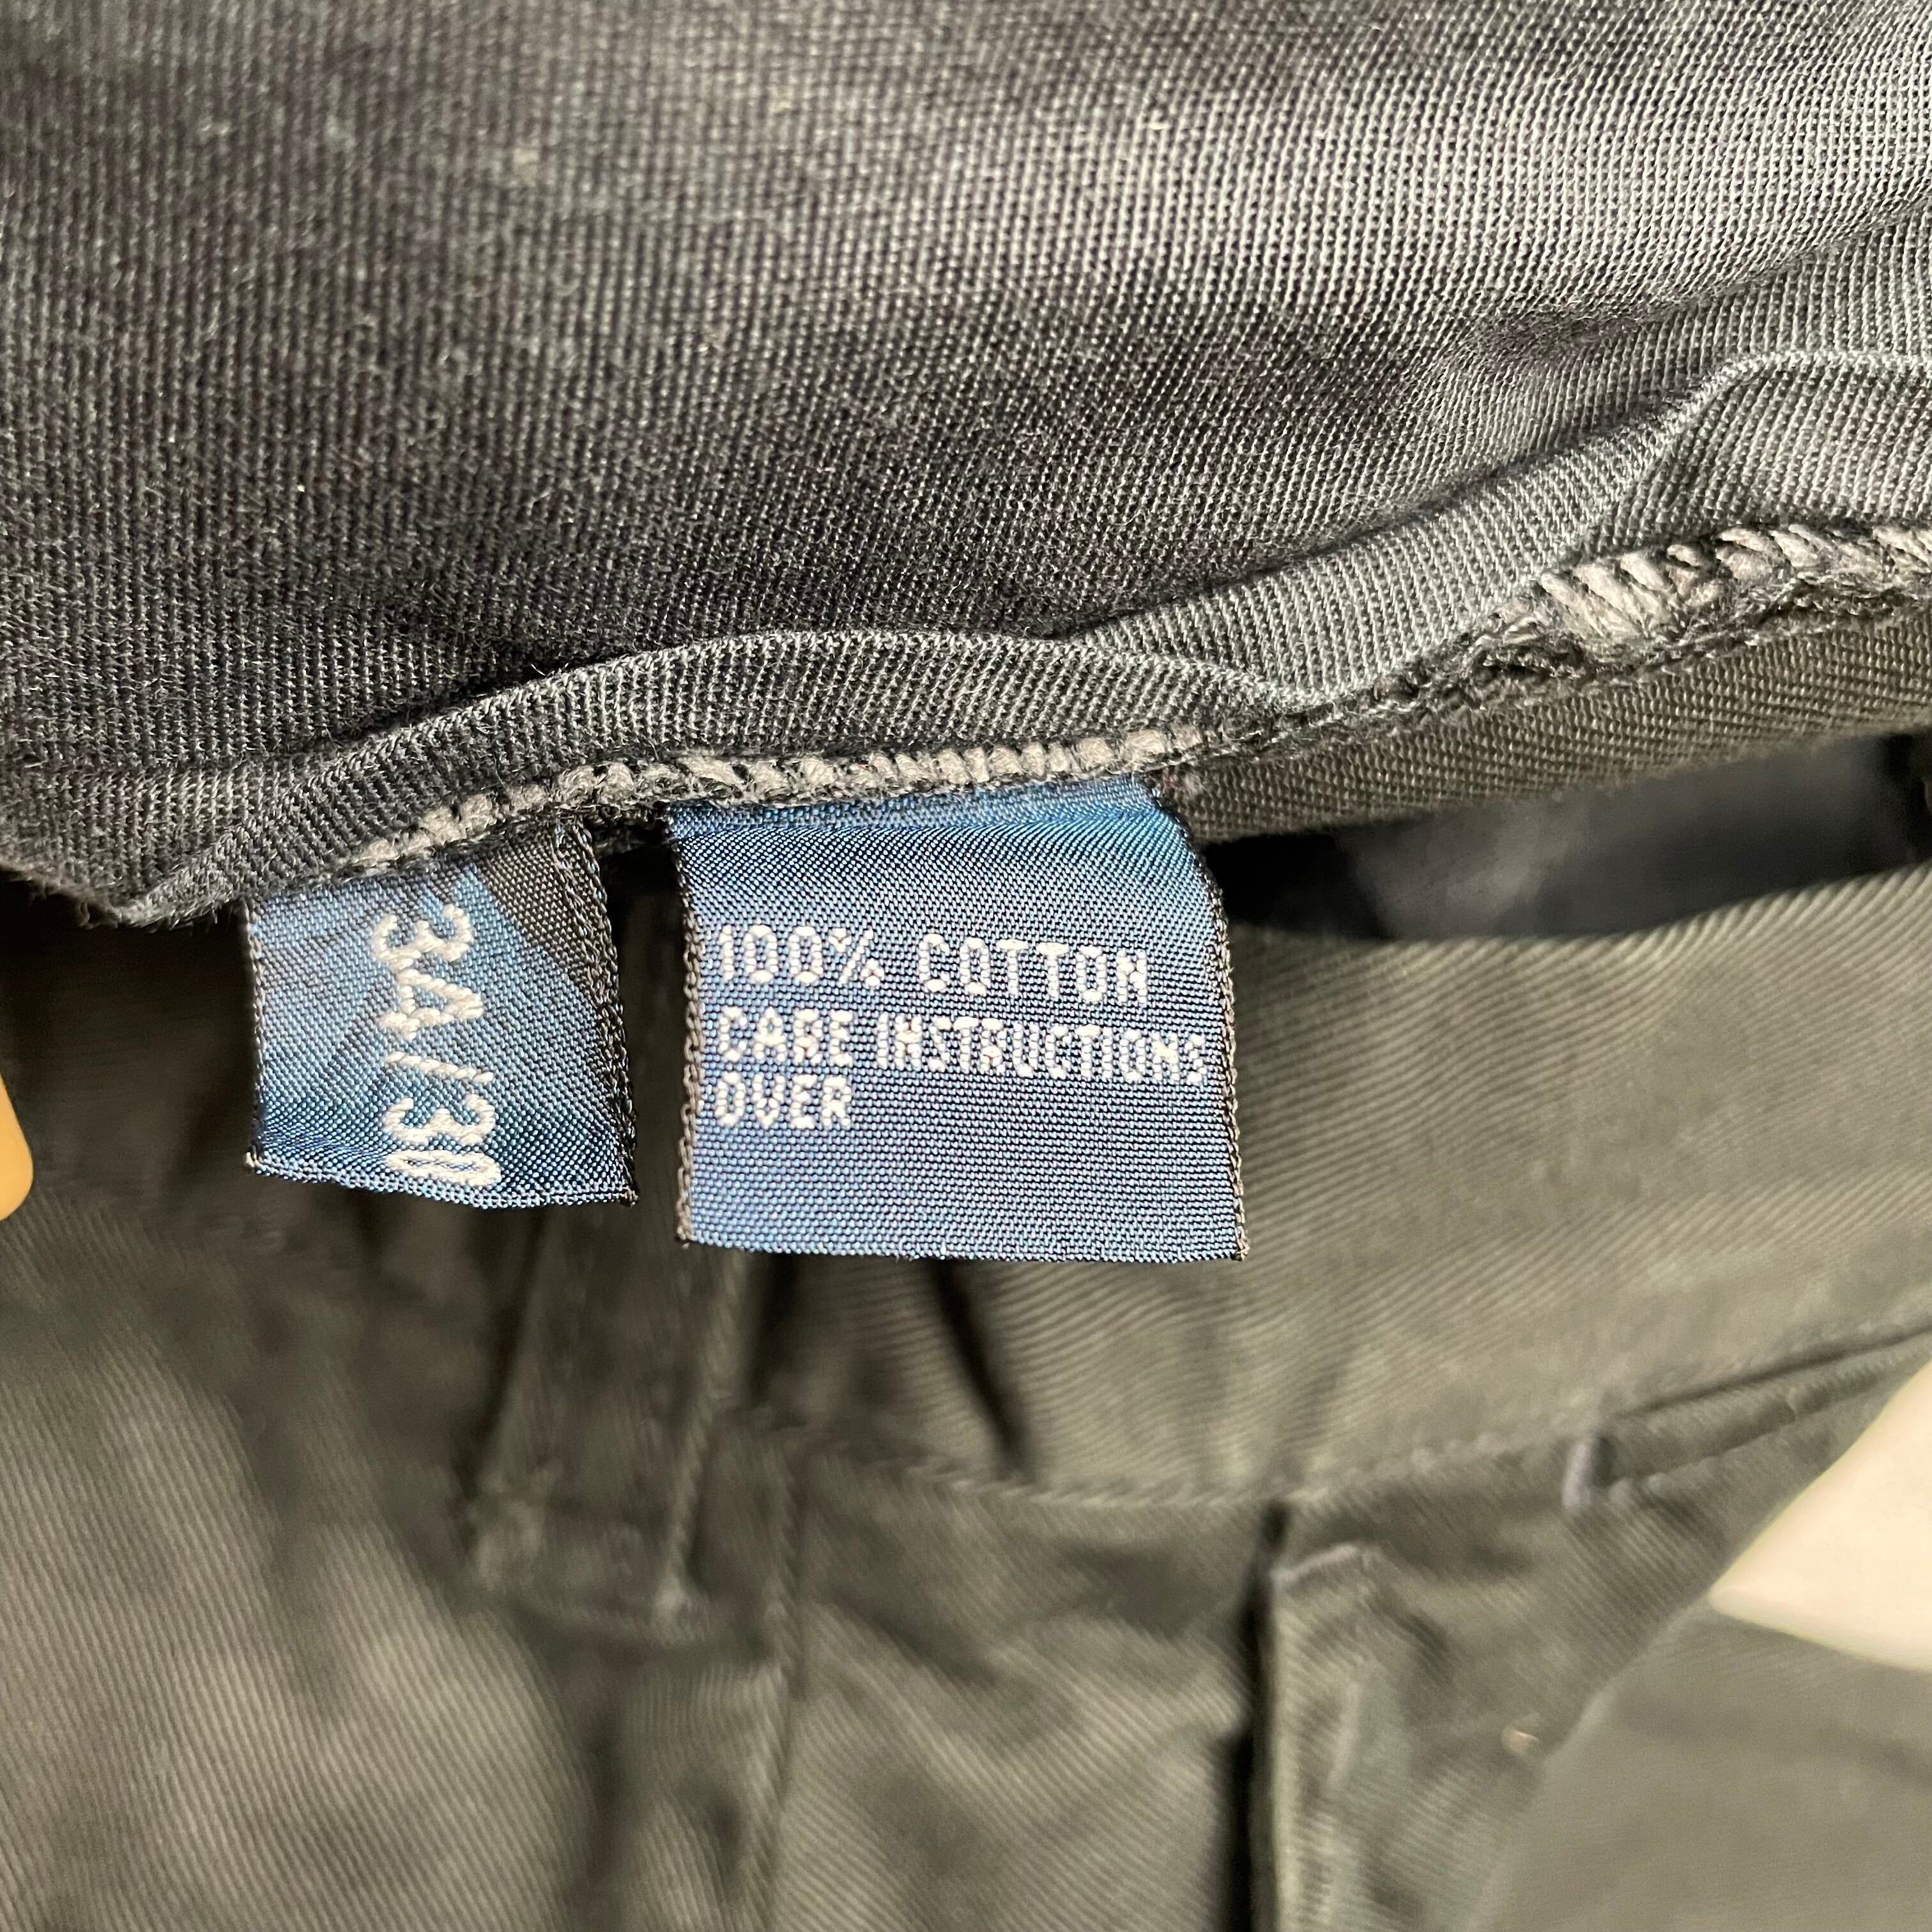 34/30
100% COTTON
CARE INSTRUCTIONS
OVER